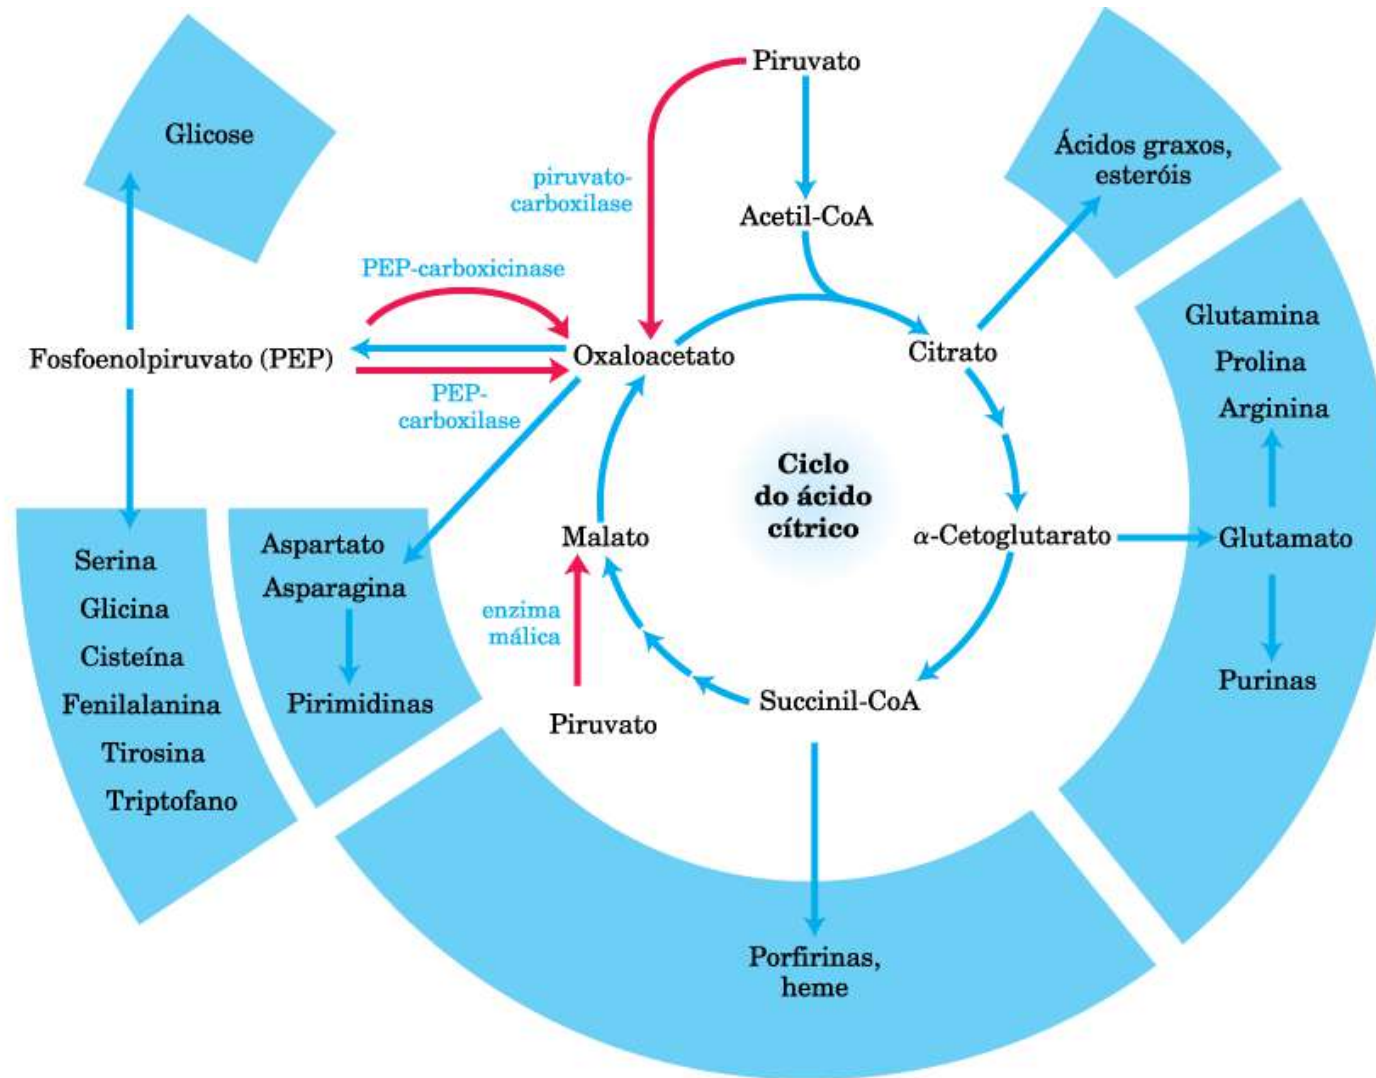 Piruvato
Glicose
Ácidos graxos,
esteróis
piruvato-
carboxilase
Acetil-CoA
PEP-carboxicinase
Fosfoenolpiruvato (PEP)
Oxaloacetato
Citrato
PEP-
carboxilase
Glutamina
Prolina
Arginina
Ciclo
do ácido
cítrico
Malato
α-Cetoglutarato
Glutamato
Purinas
Serina
Glicina
Cisteína
Fenilalanina
Tirosina
Triptofano
Aspartato
Asparagina
Pirimidinas
enzima
málica
Piruvato
Succinil-CoA
Porfirinas,
heme